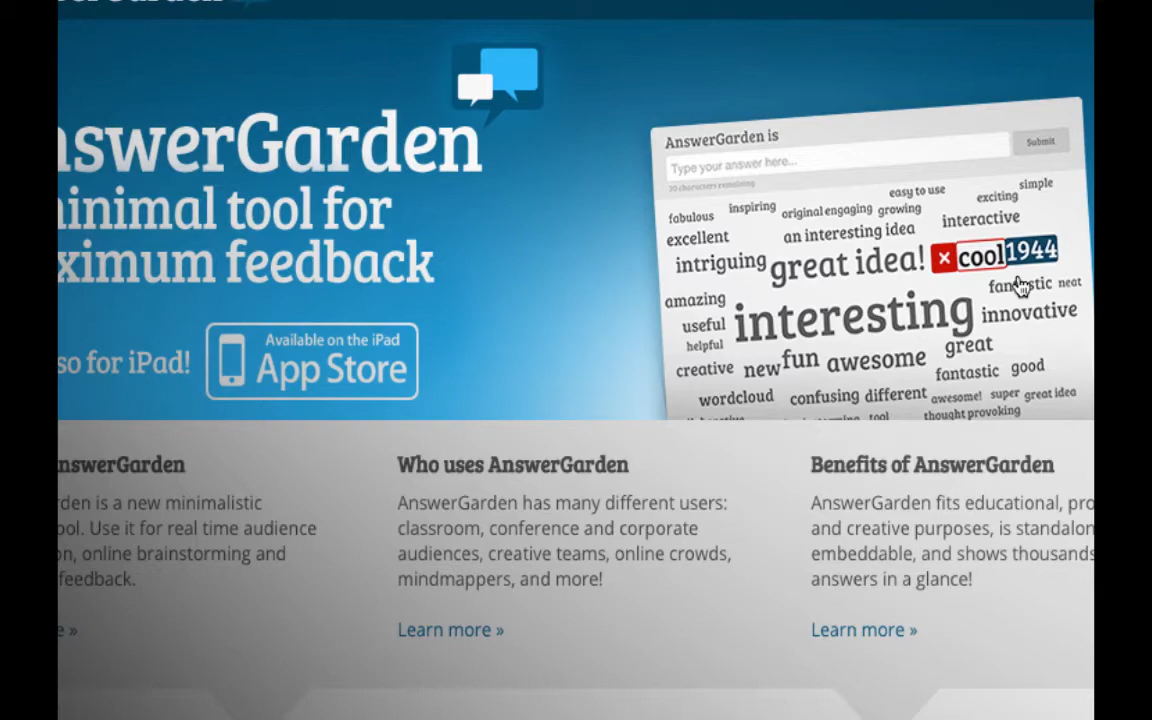 nswerGarden
inimal tool for
ximum feedback
so for iPad!
Available on the iPad
App Store
AnswerGarden is
Type your answer here...
Submit
20 characters remaining
easy to use
exciting
simple
fabulous
inspiring
original
engaging
growing
interactive
excellent
an interesting idea
intriguing
great idea!
cool
1944
amazing
neat
useful
interesting
innovative
helpful
great
creative
new
fun
awesome
fantastic
good
wordcloud
confusing
different
awesome!
super
great idea
tool
thought provoking
nswerGarden
rden is a new minimalistic
ool. Use it for real time audience
n, online brainstorming and
feedback.
e »
Who uses AnswerGarden
AnswerGarden has many different users:
classroom, conference and corporate
audiences, creative teams, online crowds,
mindmappers, and more!
Learn more »
Benefits of AnswerGarden
AnswerGarden fits educational, pro
and creative purposes, is standalon
embeddable, and shows thousands
answers in a glance!
Learn more »